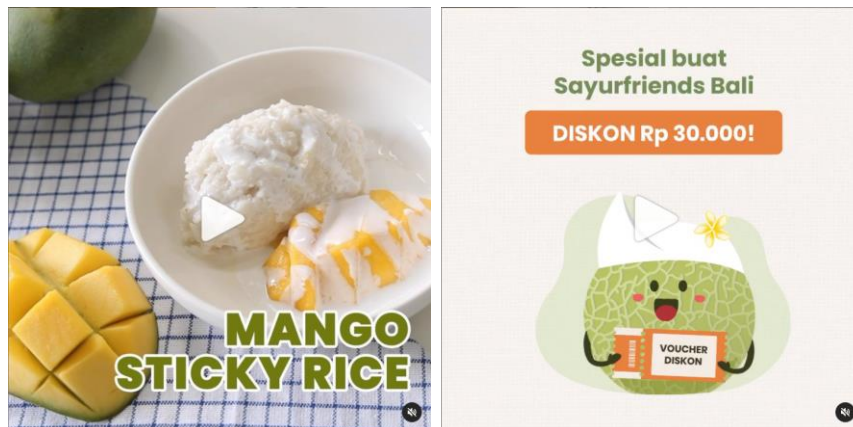 MANGO
STICKY RICE
Spesial buat
Sayurfriends Bali
DISKON Rp 30.000!
VOUCHER
DISKON